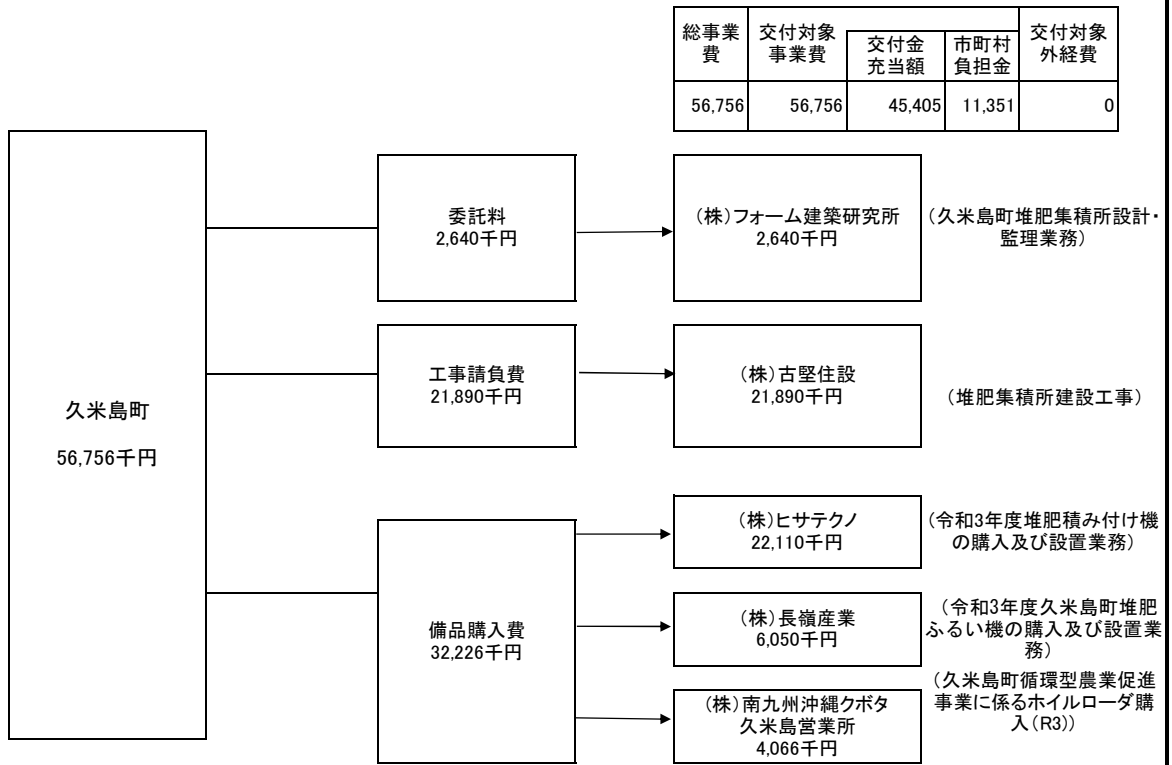 総事業
費
交付対象
事業費
交付金
充当額
市町村
負担金
交付対象
外経費
56,756
56,756
45,405
11,351
0
久米島町
56,756千円
委託料
2,640千円
(株)フォーム建築研究所
2,640千円
(久米島町堆肥集積所設計・
監理業務)
工事請負費
21,890千円
(株)古堅住設
21,890千円
(堆肥集積所建設工事)
備品購入費
32,226千円
(株)ヒサテクノ
22,110千円
(令和3年度堆肥積み付け機
の購入及び設置業務)
(株)長嶺産業
6,050千円
(令和3年度久米島町堆肥
ふるい機の購入及び設置業
務)
(株)南九州沖縄クボタ
久米島営業所
4,066千円
(久米島町循環型農業促進
事業に係るホイルローダ購
入(R3))